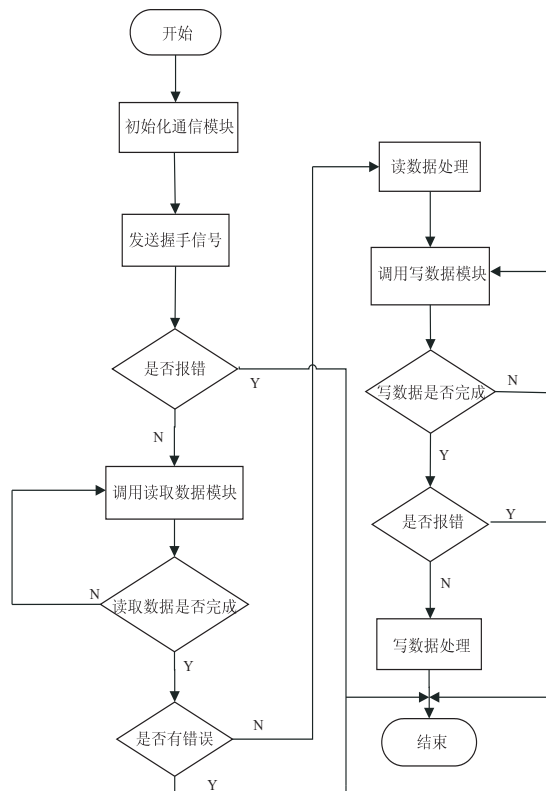 开始
初始化通信模块
发送握手信号
是否报错
Y
N
调用读取数据模块
N
读取数据是否完成
Y
是否有错误
N
Y
读数据处理
调用写数据模块
写数据是否完成
N
Y
是否报错
Y
N
写数据处理
结束